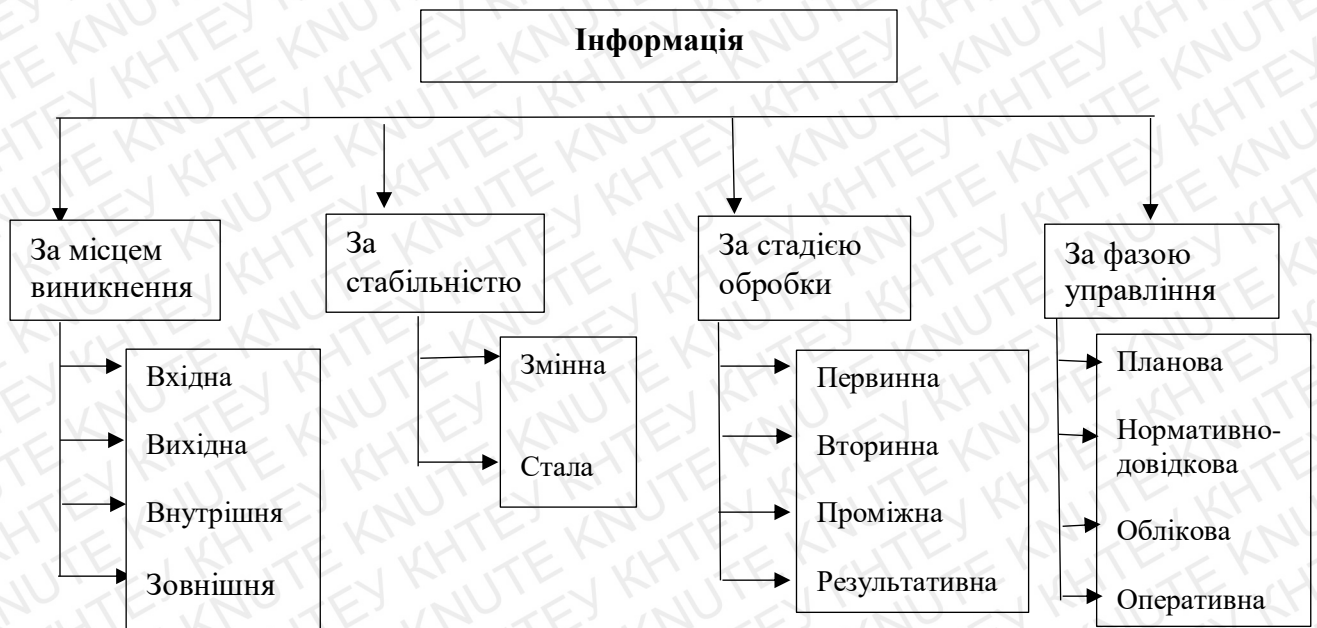 Інформація
За місцем
виникнення
Вхідна
Вихідна
Внутрішня
Зовнішня
За
стабільністю
Змінна
Стала
За стадією
обробки
Первинна
Вторинна
Проміжна
Результативна
За фазою
управління
Планова
Нормативно-
довідкова
Облікова
Оперативна